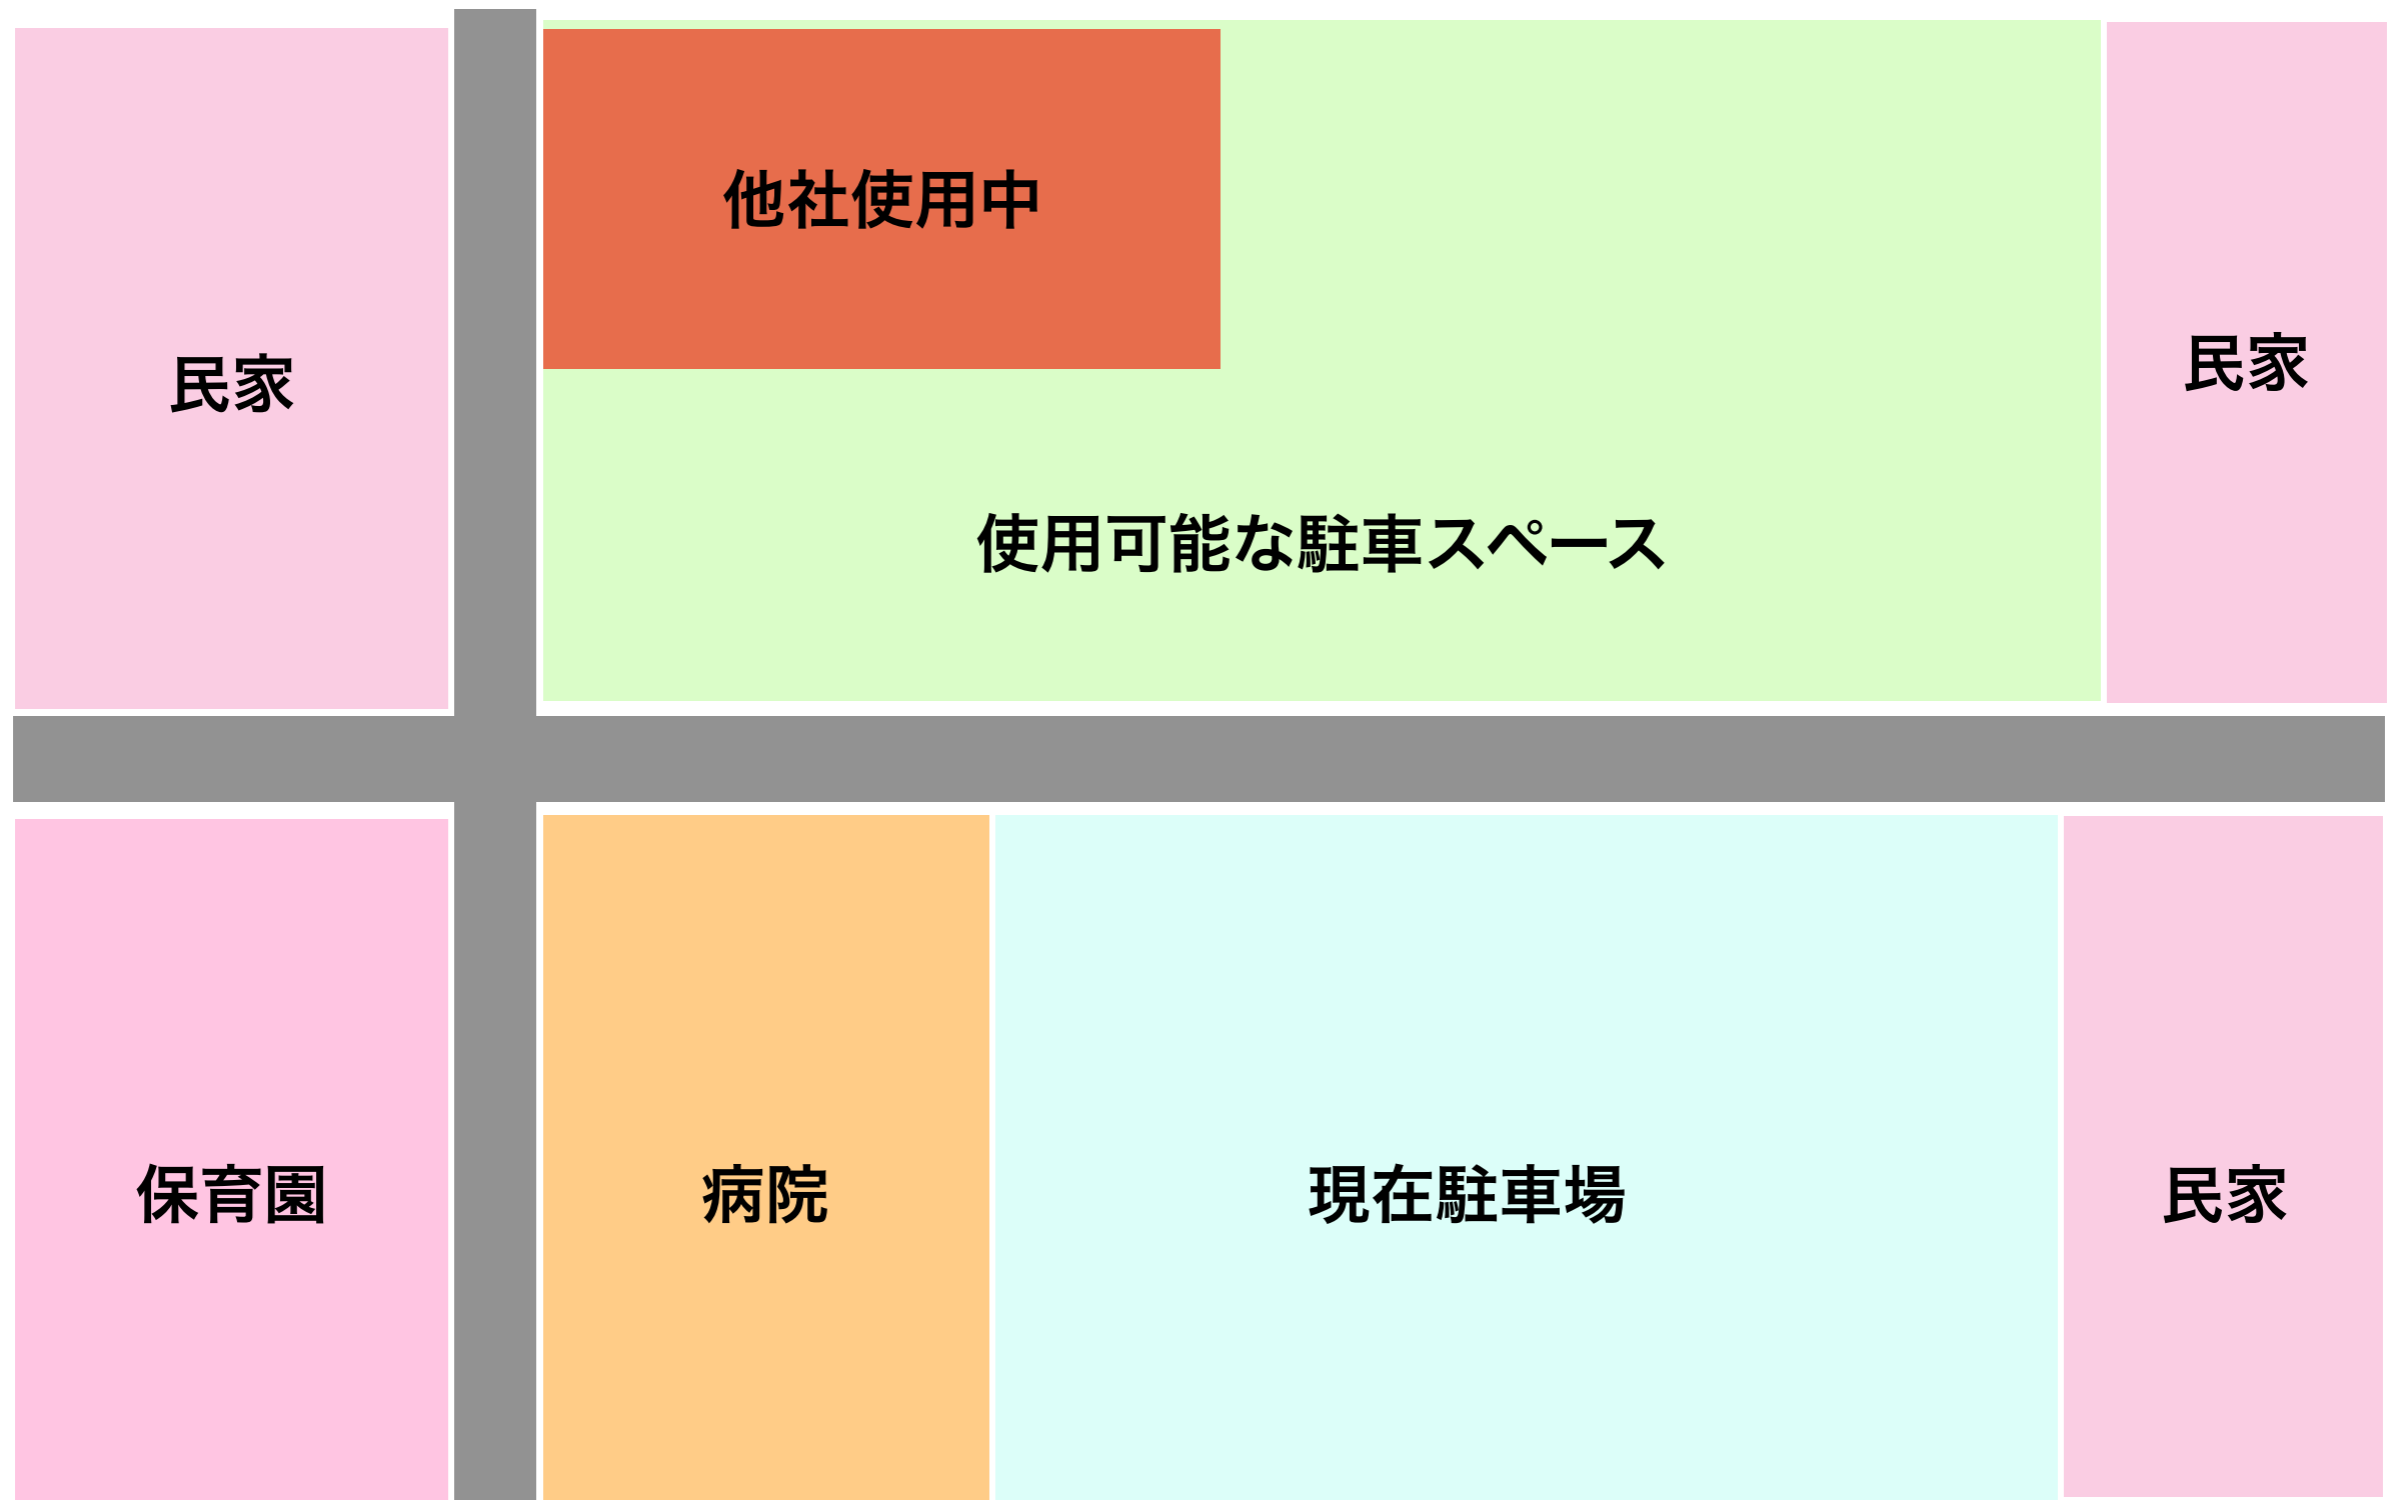 他社使用中
民家
民家
使用可能な駐車スペース
保育園
病院
現在駐車場
民家